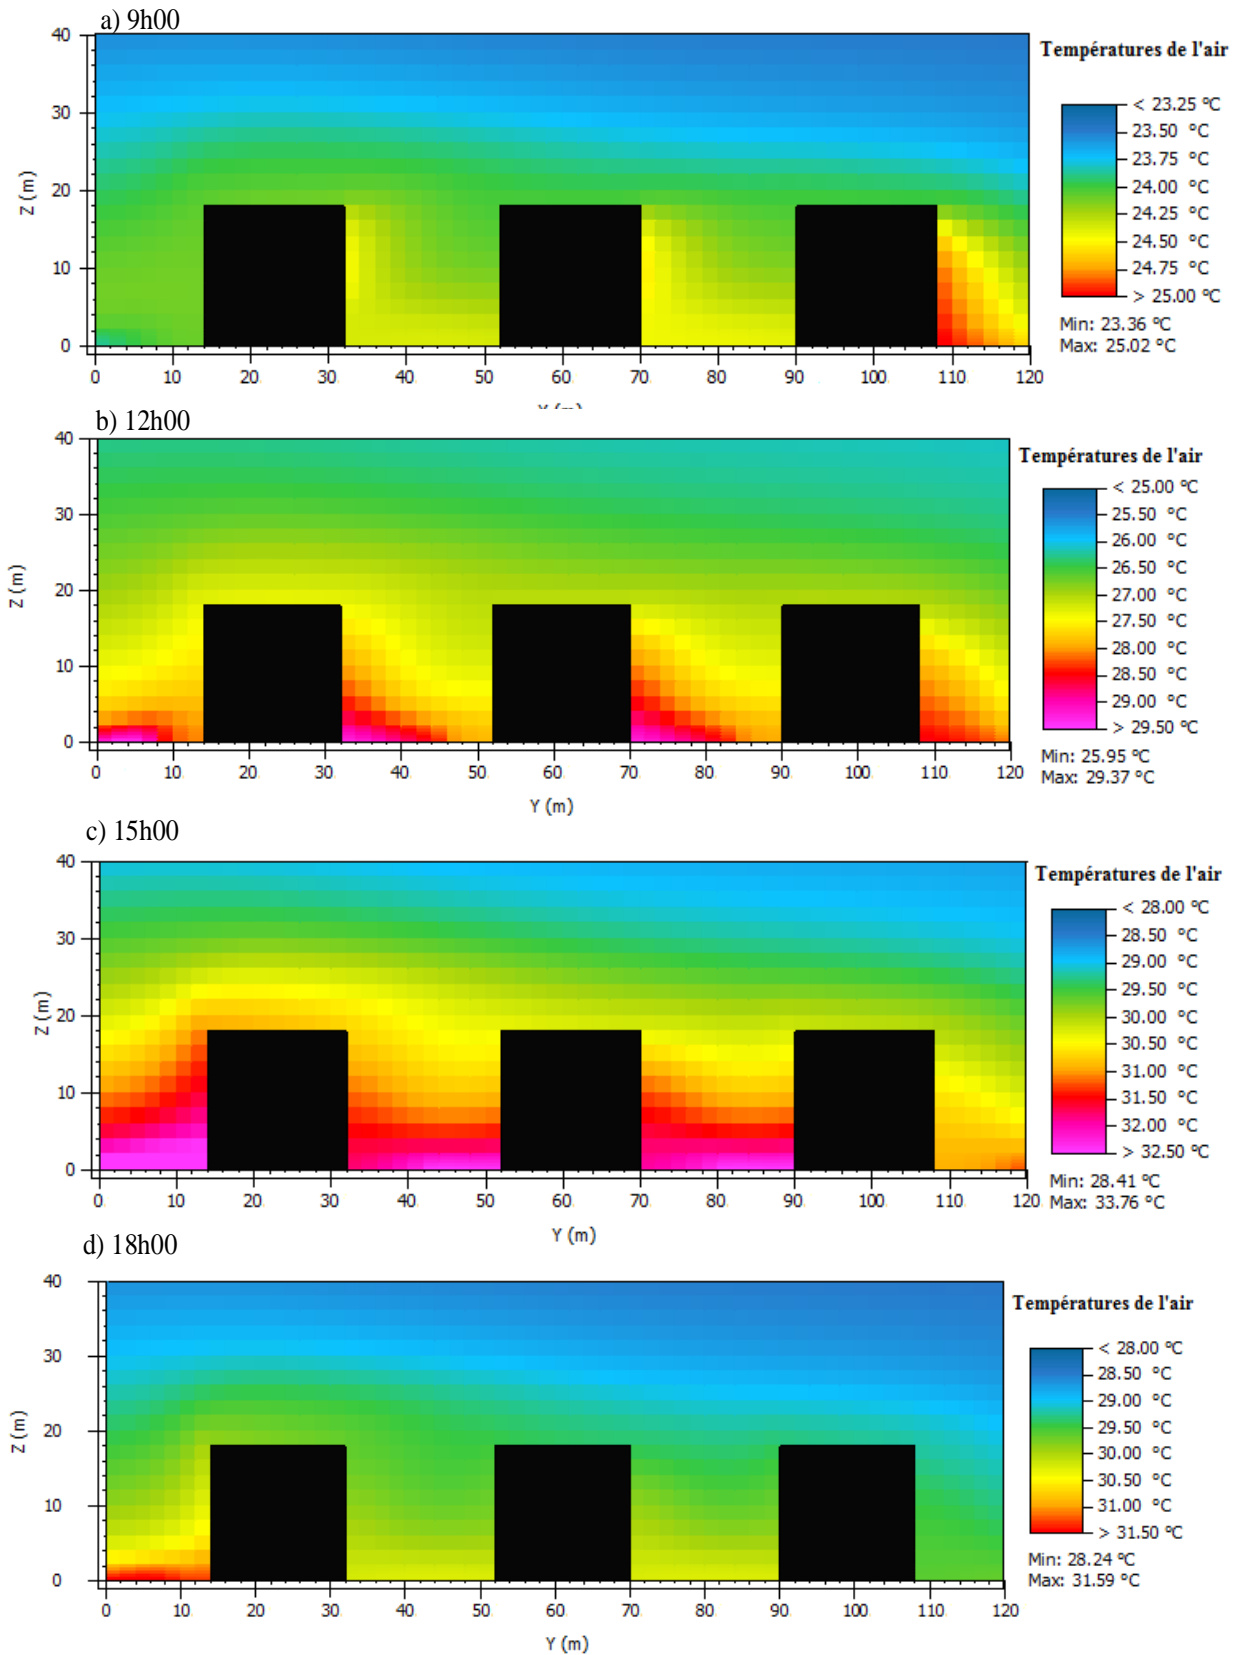 a) 9h00
Températures de l'air
40
30
20
10
0
Z (m)
0 10 20 30 40 50 60 70 80 90 100 110 120
< 23.25 °C
23.50 °C
23.75 °C
24.00 °C
24.25 °C
24.50 °C
24.75 °C
> 25.00 °C
Min: 23.36 °C
Max: 25.02 °C
b) 12h00
Températures de l'air
40
30
20
10
0
Z (m)
0 10 20 30 40 50 60 70 80 90 100 110 120
Y (m)
< 25.00 °C
25.50 °C
26.00 °C
26.50 °C
27.00 °C
27.50 °C
28.00 °C
28.50 °C
29.00 °C
> 29.50 °C
Min: 25.95 °C
Max: 29.37 °C
c) 15h00
Températures de l'air
40
30
20
10
0
Z (m)
0 10 20 30 40 50 60 70 80 90 100 110 120
Y (m)
< 28.00 °C
28.50 °C
29.00 °C
29.50 °C
30.00 °C
30.50 °C
31.00 °C
31.50 °C
32.00 °C
> 32.50 °C
Min: 28.41 °C
Max: 33.76 °C
d) 18h00
Températures de l'air
40
30
20
10
0
Z (m)
0 10 20 30 40 50 60 70 80 90 100 110 120
Y (m)
< 28.00 °C
28.50 °C
29.00 °C
29.50 °C
30.00 °C
30.50 °C
31.00 °C
> 31.50 °C
Min: 28.24 °C
Max: 31.59 °C